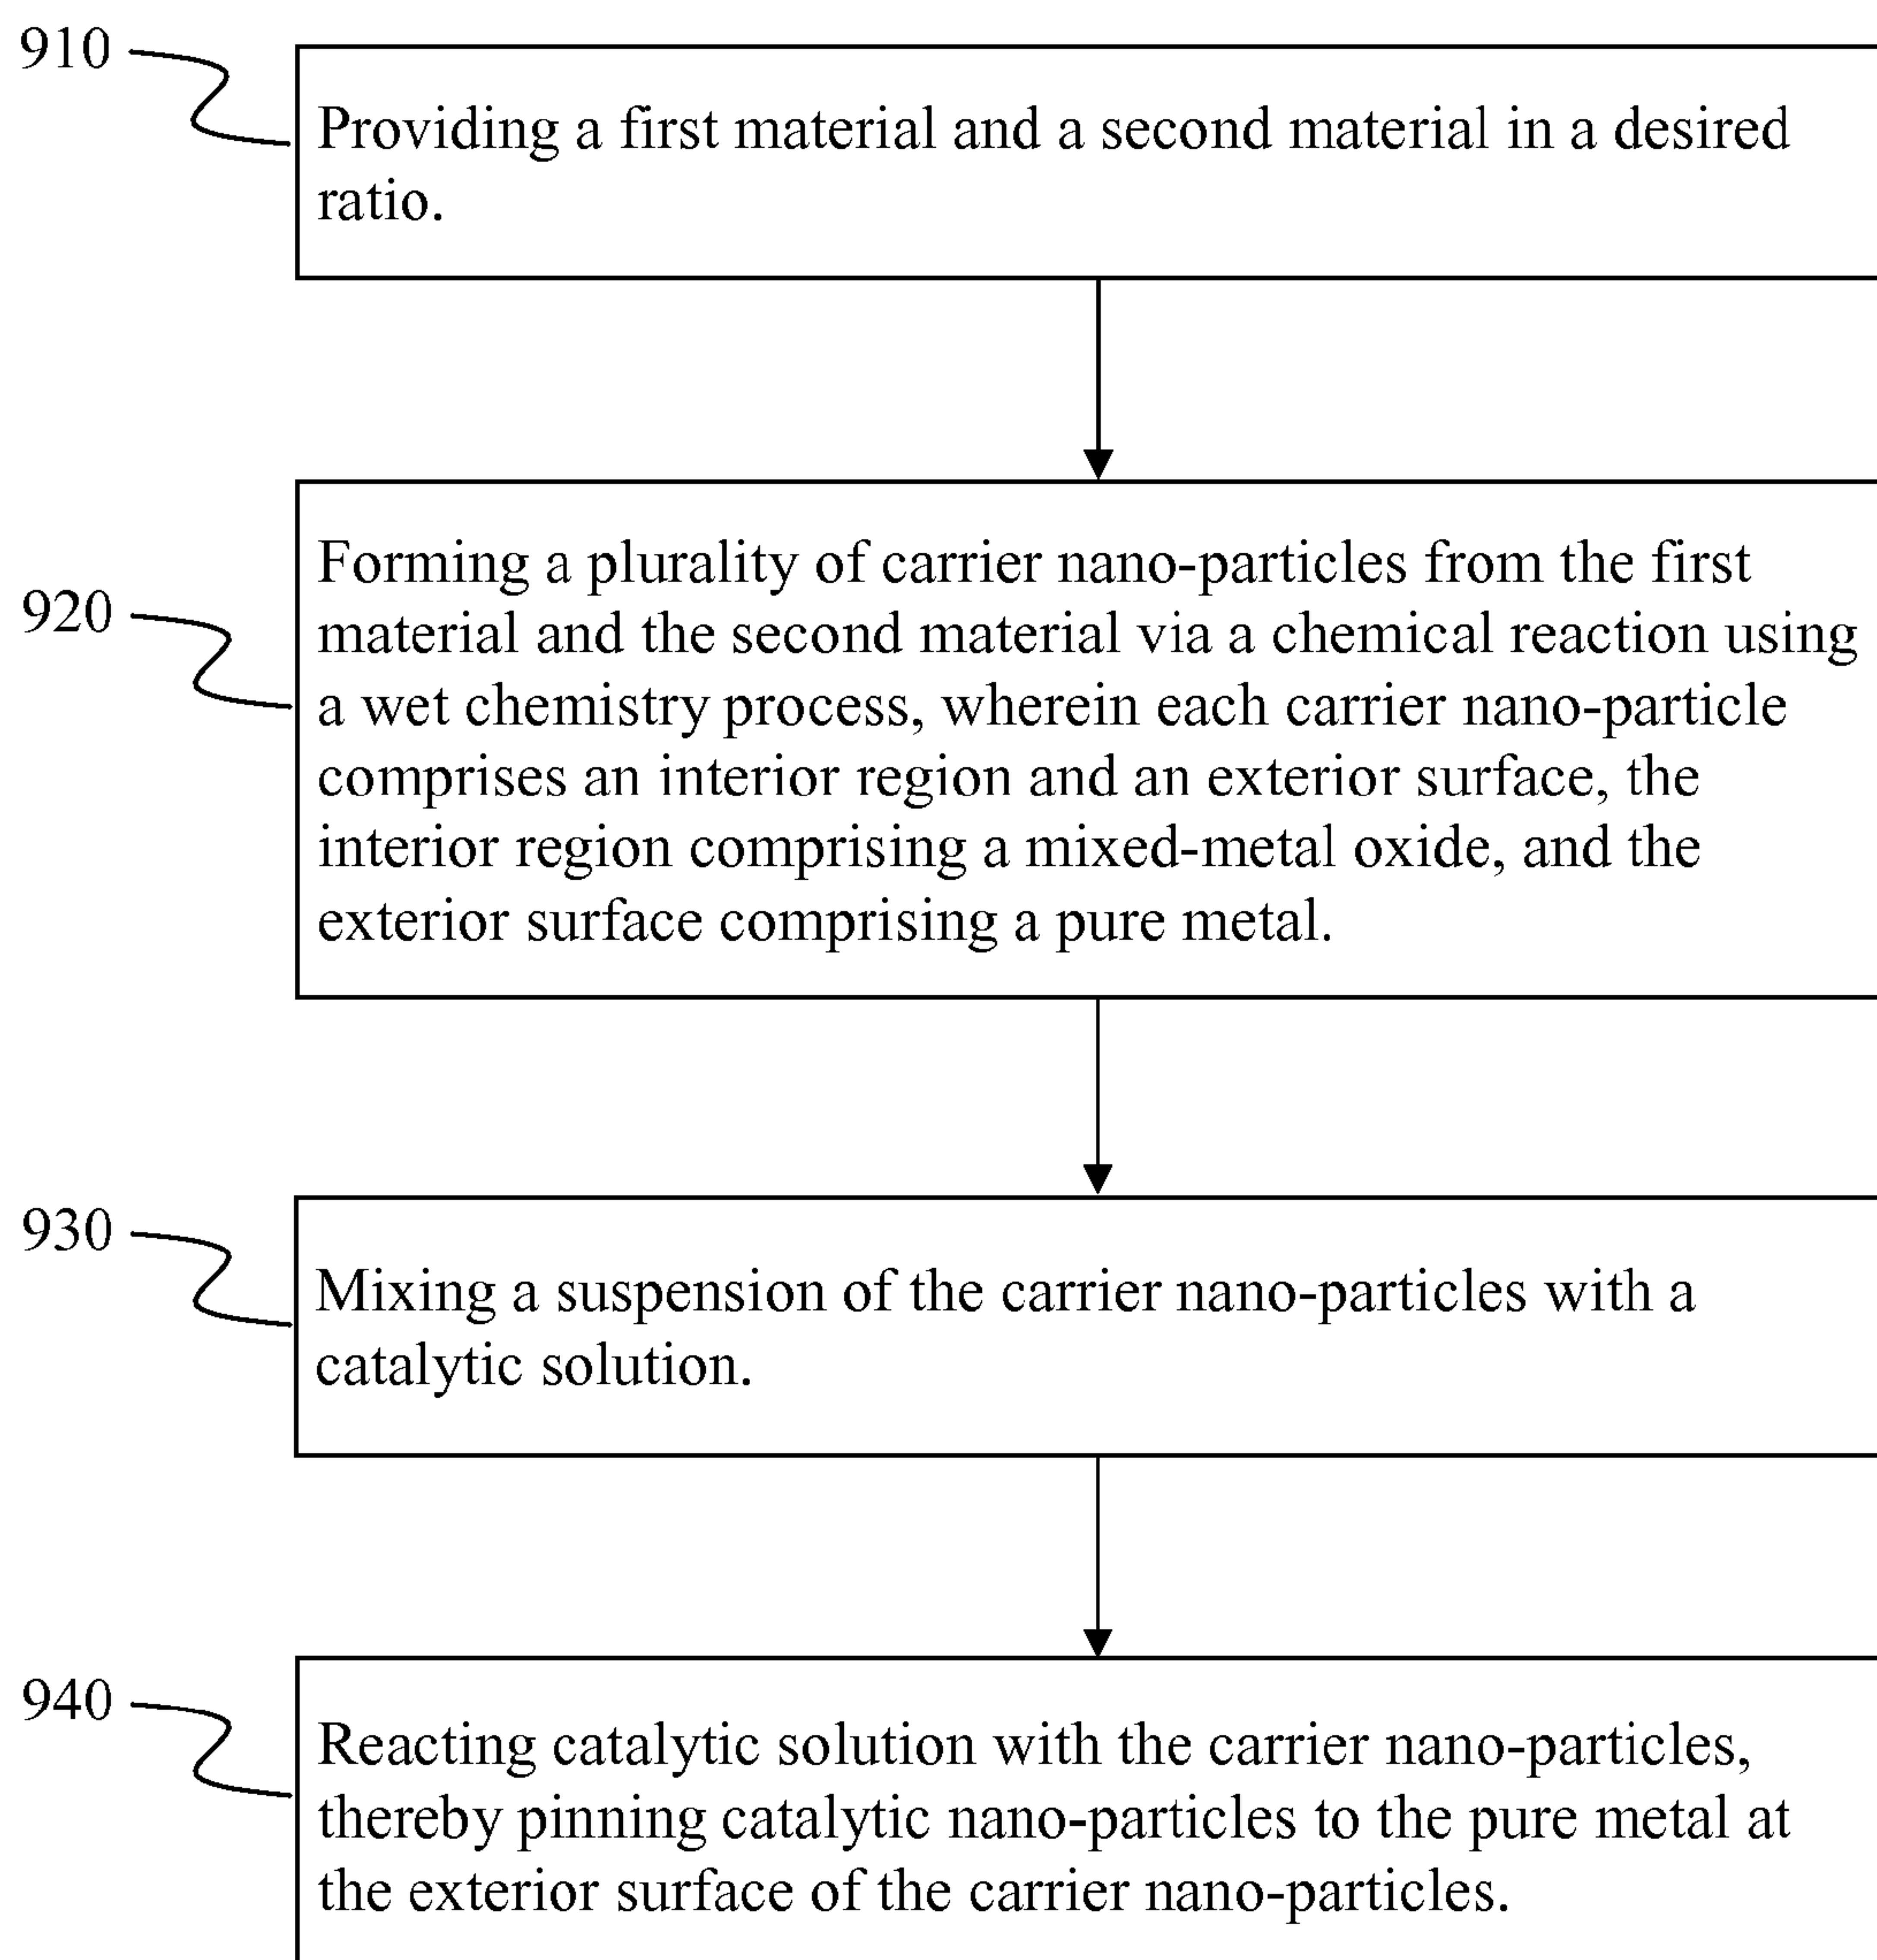 910
Providing a first material and a second material in a desired
ratio.
920
Forming a plurality of carrier nano-particles from the first
material and the second material via a chemical reaction using
a wet chemistry process, wherein each carrier nano-particle
comprises an interior region and an exterior surface, the
interior region comprising a mixed-metal oxide, and the
exterior surface comprising a pure metal.
930
Mixing a suspension of the carrier nano-particles with a
catalytic solution.
940
Reacting catalytic solution with the carrier nano-particles,
thereby pinning catalytic nano-particles to the pure metal at
the exterior surface of the carrier nano-particles.